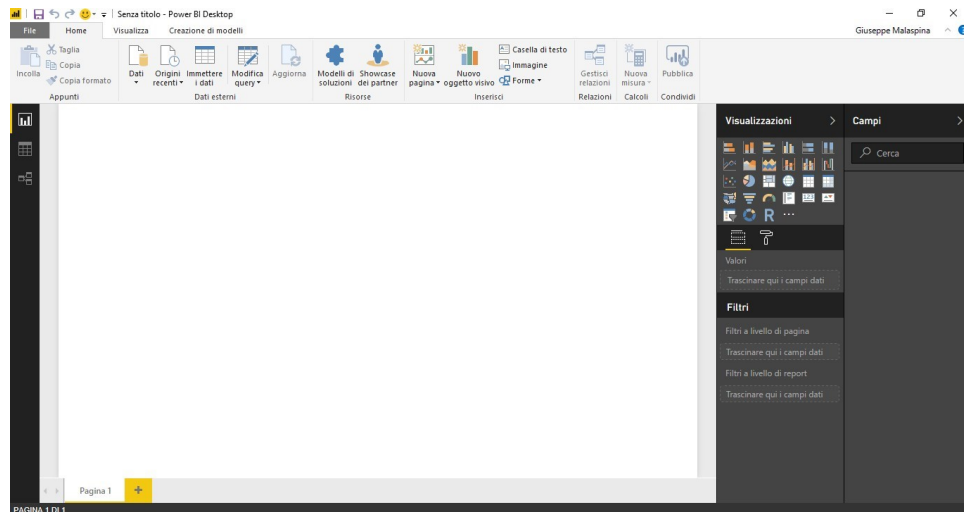 Senza titolo - Power BI Desktop
File Home Visualizza Creazione di modelli Giuseppe Malaspina
Incolla
Taglia
Copia
Copia formato
Appunti
Dati
Origini recenti
Immettere i dati
Modifica query
Aggiorna
Dati esterni
Modelli di soluzioni
Showcase dei partner
Risorse
Nuova pagina
Nuovo oggetto visivo
Casella di testo
Immagine
Forme
Inserisci
Gestisci relazioni
Relazioni
Nuova misura
Calcoli
Pubblica
Condividi
Visualizzazioni
R
Valori
Trascinare qui i campi dati
Filtri
Filtri a livello di pagina
Trascinare qui i campi dati
Filtri a livello di report
Trascinare qui i campi dati
Campi
Cerca
Pagina 1
PAGINA 1 DI 1